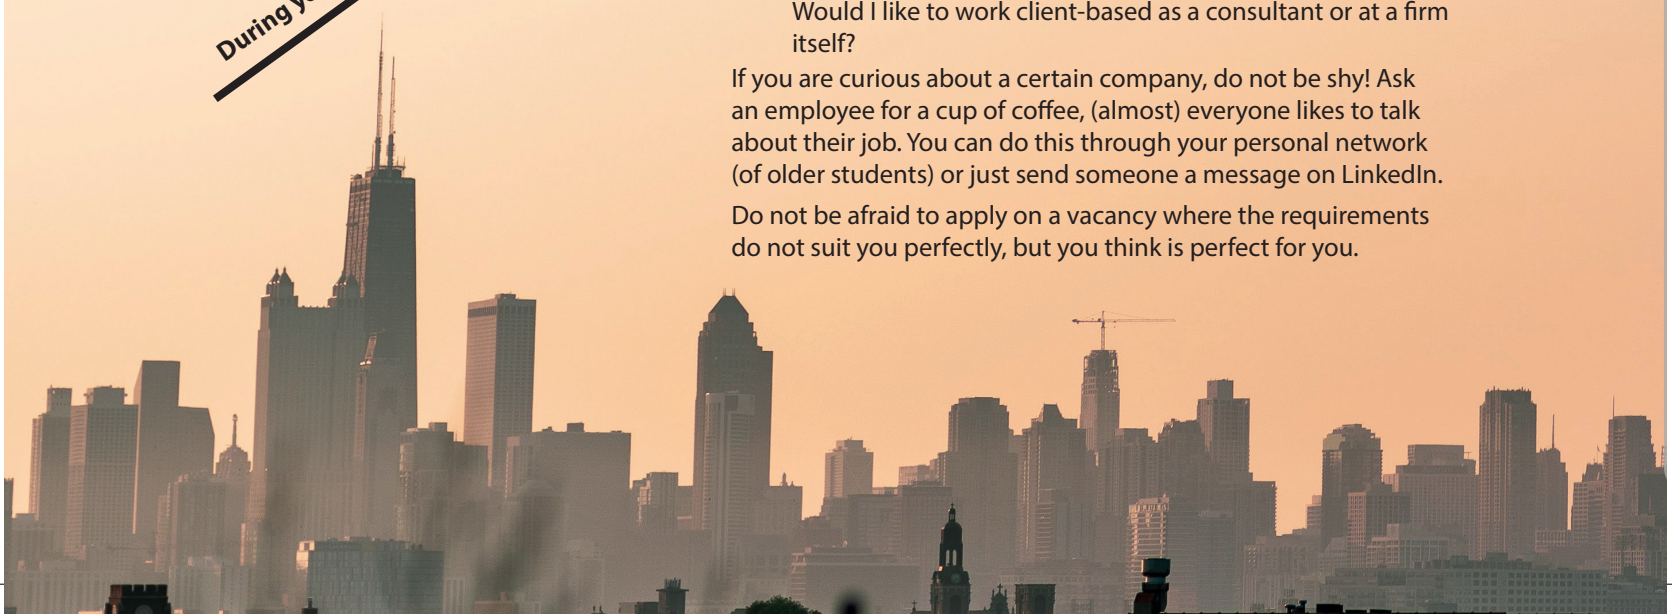 During
Would I like to work client-based as a consultant or at a firm
itself?
If you are curious about a certain company, do not be shy! Ask
an employee for a cup of coffee, (almost) everyone likes to talk
about their job. You can do this through your personal network
(of older students) or just send someone a message on LinkedIn.
Do not be afraid to apply on a vacancy where the requirements
do not suit you perfectly, but you think is perfect for you.